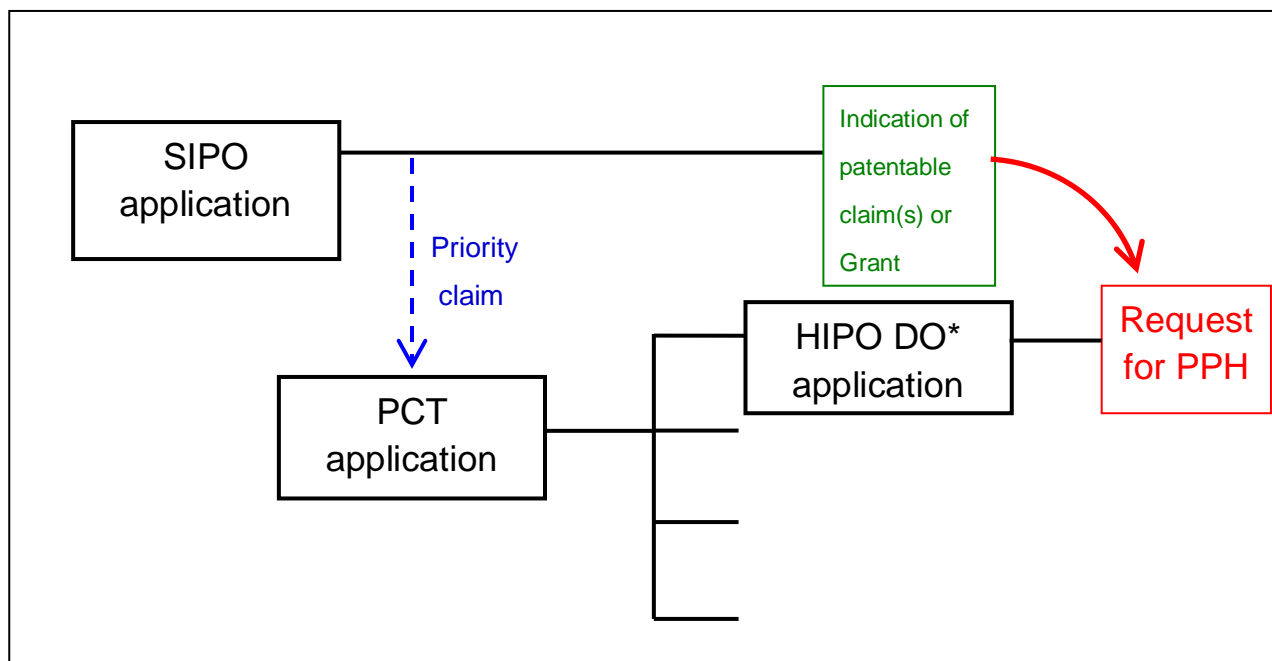 SIPO
application
Indication of
patentable
claim(s) or
Grant
Priority
claim
HIPO DO*
application
Request
for PPH
PCT
application